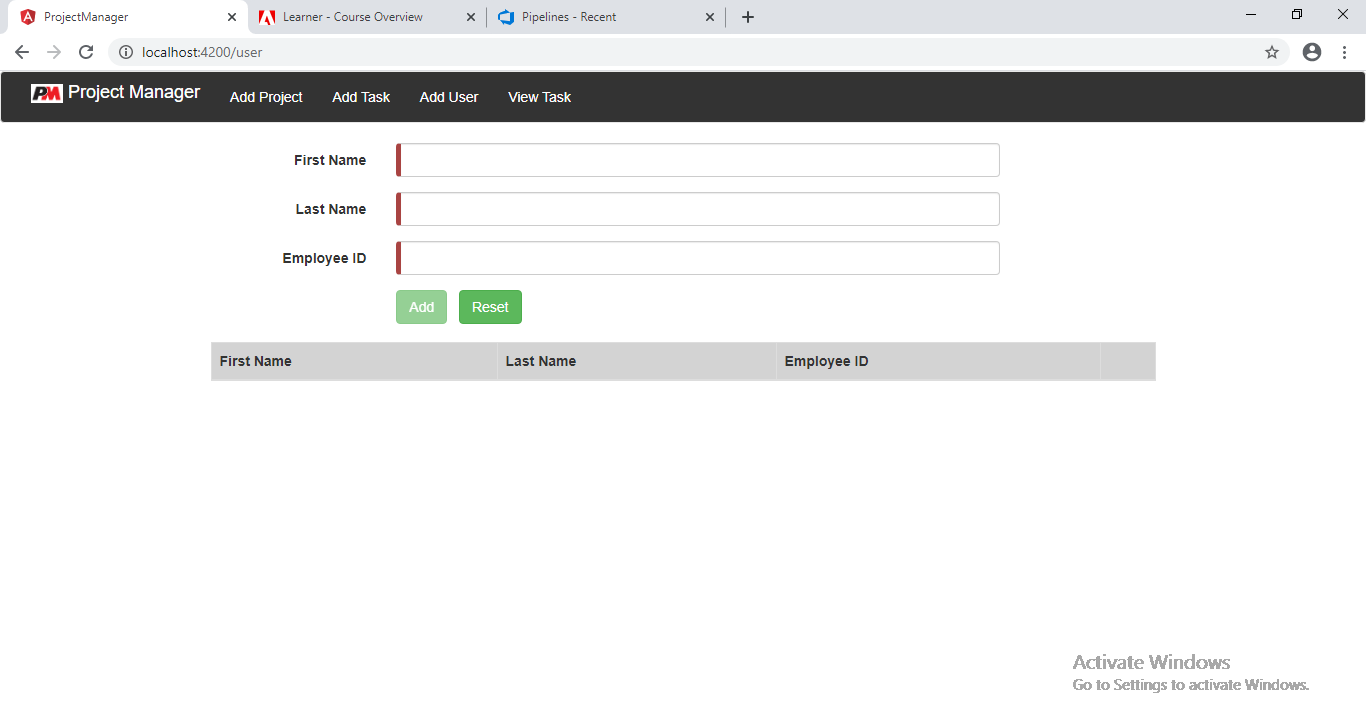 ProjectManager
Learner - Course Overview
Pipelines - Recent
localhost:4200/user
PM Project Manager
Add Project
Add Task
Add User
View Task
First Name
Last Name
Employee ID
Add
Reset
First Name
Last Name
Employee ID
Activate Windows
Go to Settings to activate Windows.